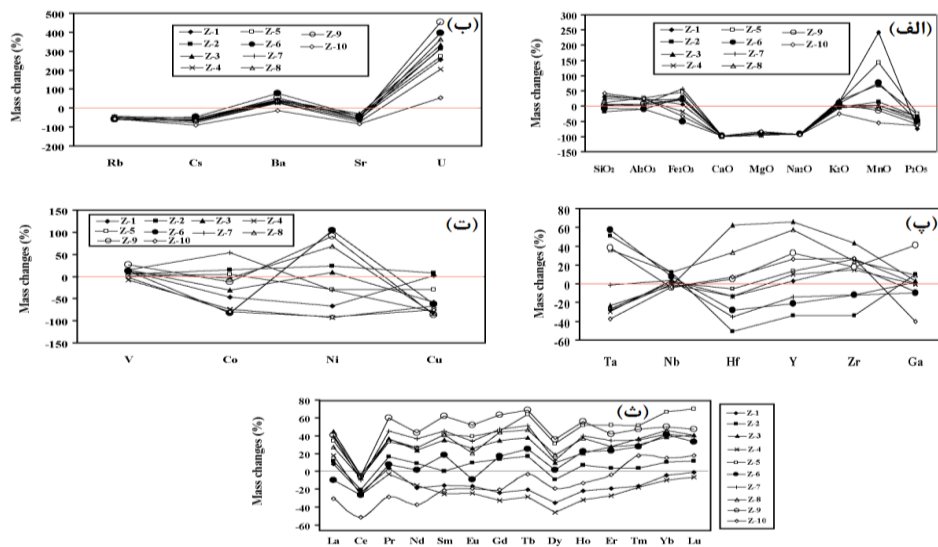 (ب)
Mass changes (%)
500
400
300
200
100
0
-100
200
Z-1
Z-2
Z-3
Z-4
Z-5
Z-6
Z-7
Z-8
Z-9
Z-10
Rb Cs Ba Sr U
(الف)
Mass changes (%)
300
250
200
150
100
50
0
-50
-100
-150
Z-1
Z-2
Z-3
Z-4
Z-5
Z-6
Z-7
Z-8
Z-9
Z-10
SiO₂ Al₂O₃ Fe₂O₃ CaO MgO Na₂O K₂O MnO P₂O₅
(ت)
Mass changes (%)
150
100
50
0
-50
-100
-150
Z-1 Z-2 Z-3 Z-4
Z-5 Z-6 Z-7 Z-8
Z-9 Z-10
V Co Ni Cu
(پ)
Mass changes (%)
80
60
40
20
0
-20
-40
-60
Ta Nb Hf Y Zr Ga
(ث)
Mass changes (%)
80
60
40
20
0
-20
-40
-60
La Ce Pr Nd Sm Eu Gd Tb Dy Ho Er Tm Yb Lu
Z-1
Z-2
Z-3
Z-4
Z-5
Z-6
Z-7
Z-8
Z-9
Z-10